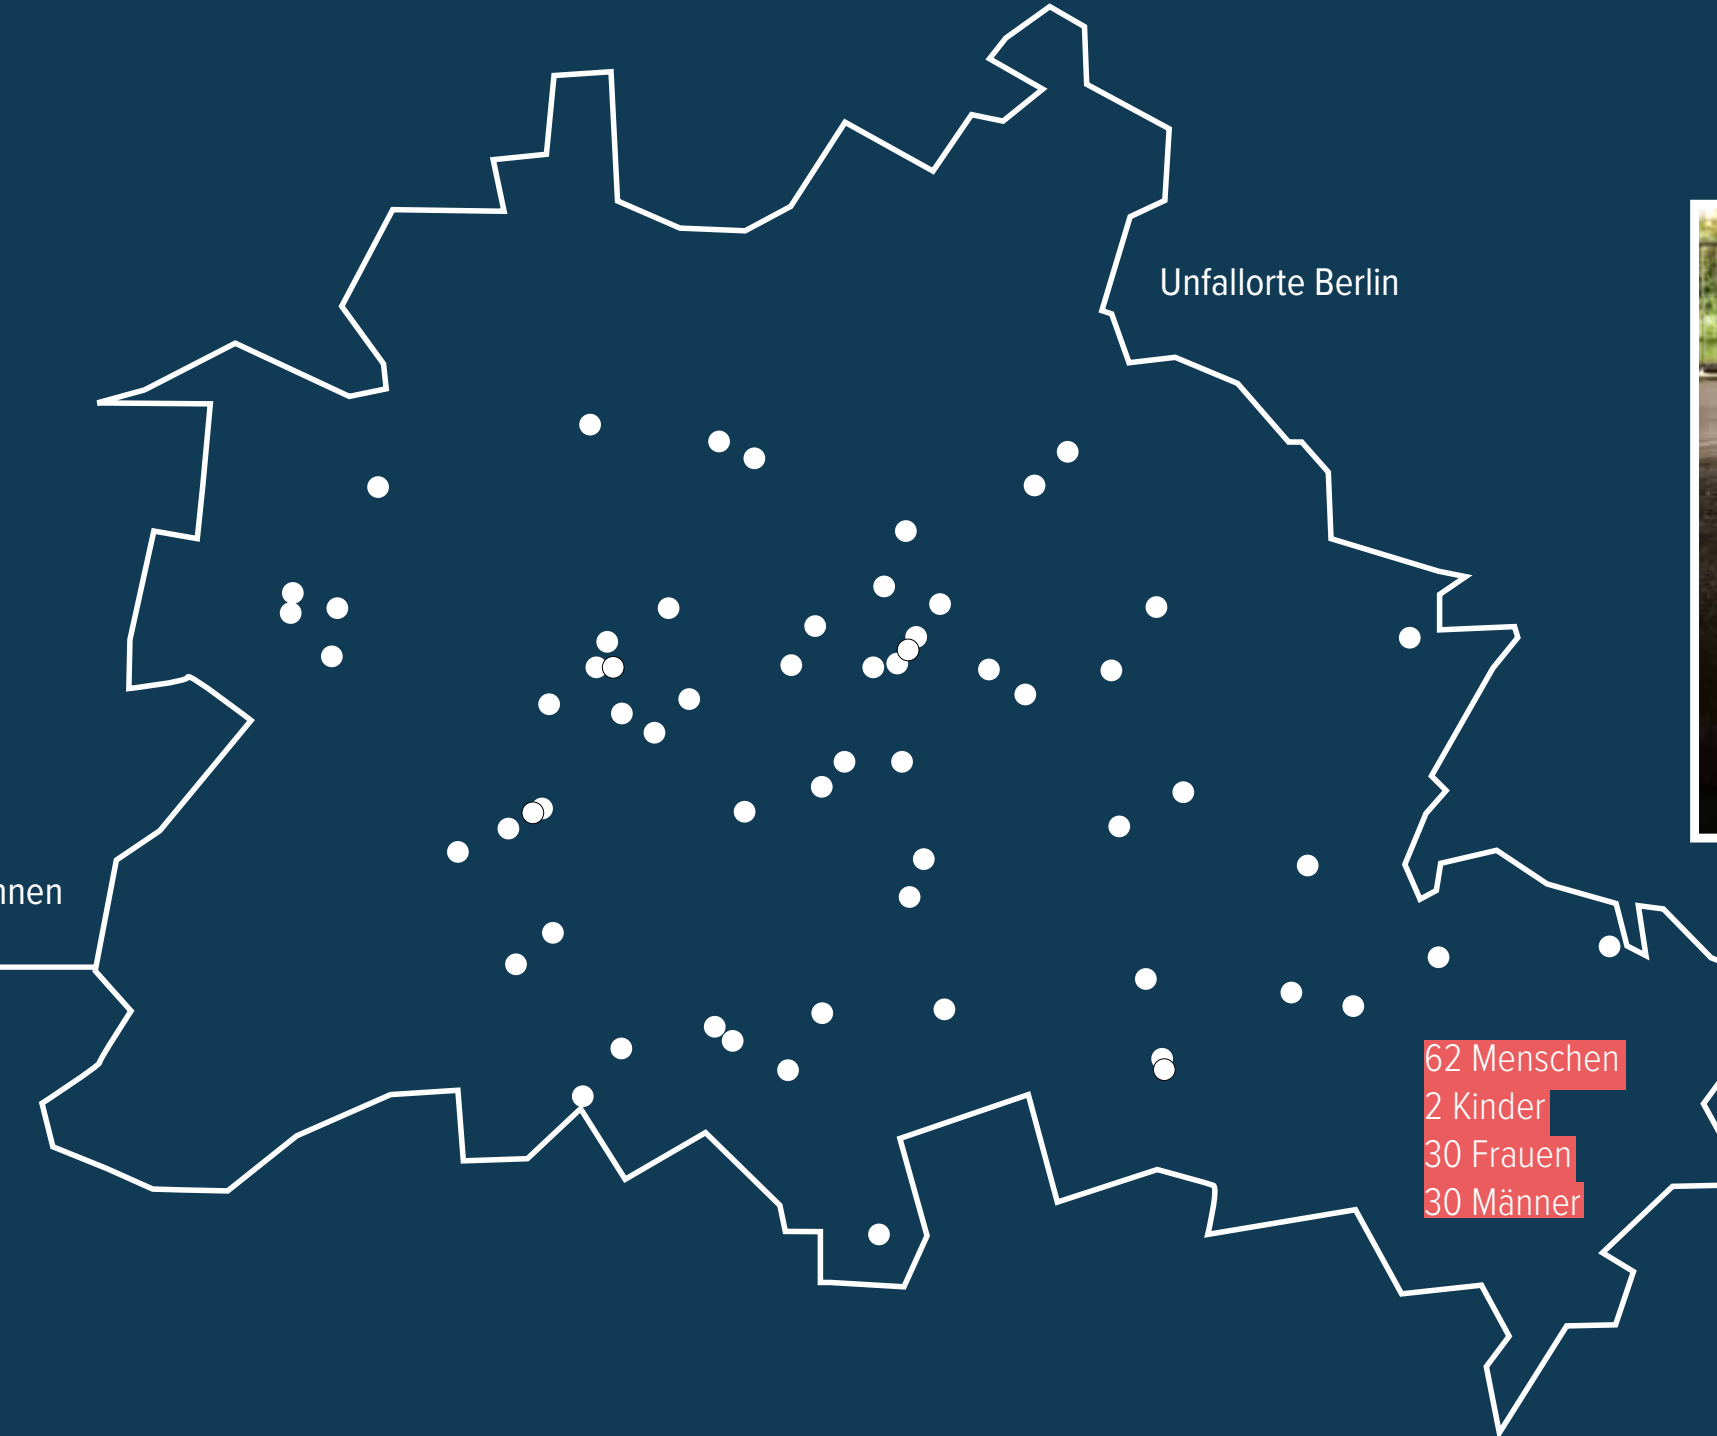 Unfallorte Berlin
nnen
62 Menschen
2 Kinder
30 Frauen
30 Männer